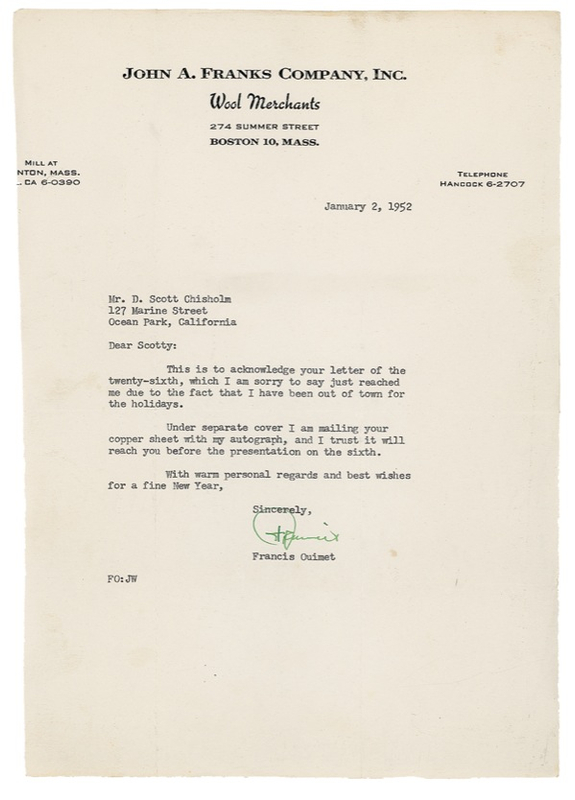 JOHN A. FRANKS COMPANY, INC.
Wool Merchants
274 SUMMER STREET
BOSTON 10, MASS.
MILL AT
NTON, MASS.
. CA 6-0390
TELEPHONE
HANCOCK 6-2707
January 2, 1952
Mr. D. Scott Chisholm
127 Marine Street
Ocean Park, California
Dear Scotty:
This is to acknowledge your letter of the
twenty-sixth, which I am sorry to say just reached
me due to the fact that I have been out of town for
the holidays.
Under separate cover I am mailing your
copper sheet with my autograph, and I trust it will
reach you before the presentation on the sixth.
With warm personal regards and best wishes
for a fine New Year,
Sincerely,
Francis
Francis Ouimet
FO:JW